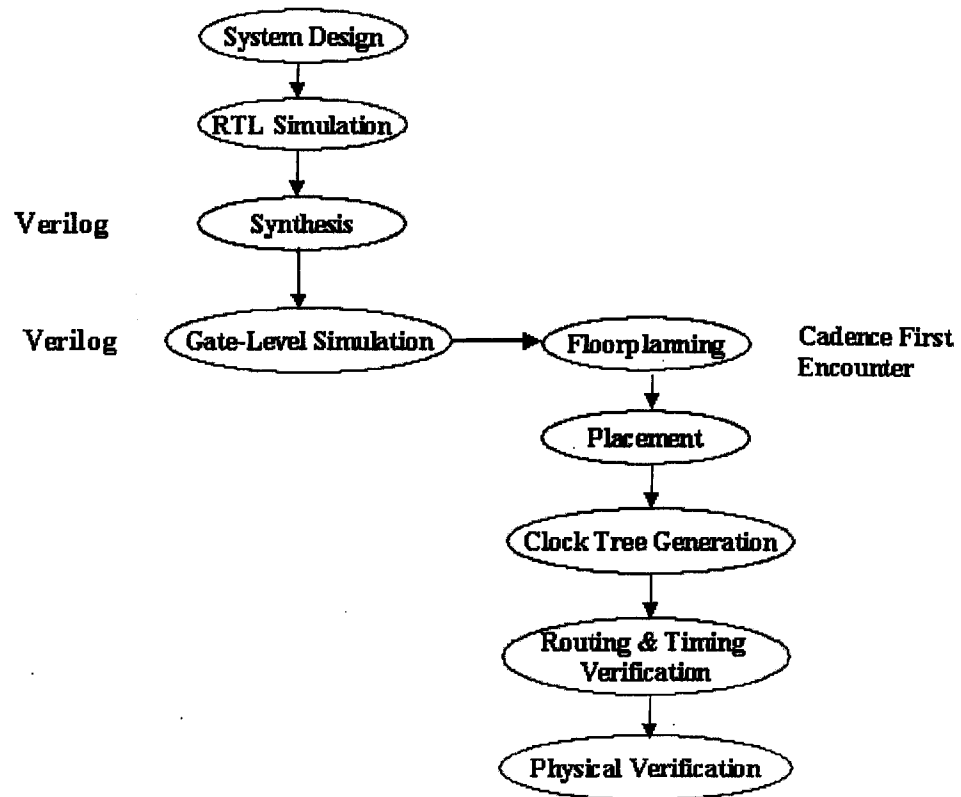 System Design
RTL Simulation
Verilog
Synthesis
Verilog
Gate-Level Simulation
Floorplanning
Cadence First
Encounter
Placement
Clock Tree Generation
Routing & Timing
Verification
Physical Verification